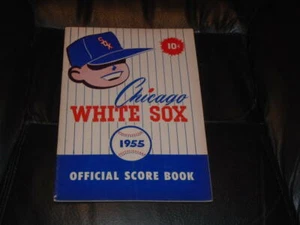 SOX
10¢
Chicago
WHITE SOX
1955
OFFICIAL SCORE BOOK